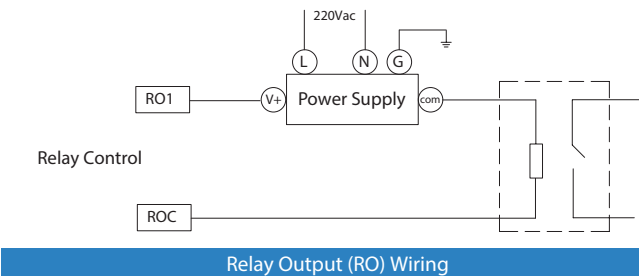 220Vac
L
N
G
RO1
V+
Power Supply
com
Relay Control
ROC
Relay Output (RO) Wiring